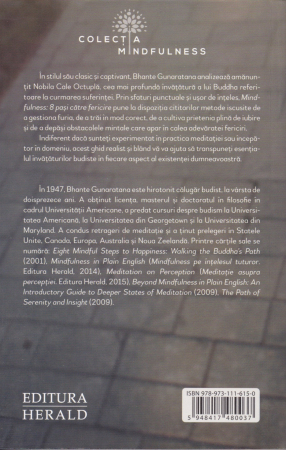 COLECȚIA
MINDFULNESS
În stilul său clasic și captivant, Bhante Gunaratana analizează amănun-
țit Nobila Cale Octuplă, cea mai profundă învățătură a lui Buddha referi-
toare la curmarea suferinței. Prin sfaturi punctuale și ușor de înțeles, Mind-
fulness: 8 pași către fericire pune la dispoziția cititorilor metode iscusite de
a gestiona furia, de a trăi în mod corect, de a cultiva prietenia plină de iubire
și de a depăși obstacolele mintale care apar în calea adevăratei fericiri.
Indiferent dacă sunteți experimentat în practica meditației sau începă-
tor în domeniu, acest ghid realist și blând vă va ajuta să transpuneți esența-
lul învățăturilor budiste în fiecare aspect al existenței dumneavoastră.
În 1947, Bhante Gunaratana este hirotonit călugăr budist, la vârsta de
douăsprezece ani. A obținut licența, masterul și doctoratul în filosofie în
cadrul Universității Americane, a predat cursuri despre budism la Universi-
tatea Americană, la Universitatea din Georgetown și la Universitatea din
Maryland. A condus retrageri de meditație și a ținut prelegeri în Statele
Unite, Canada, Europa, Australia și Noua Zeelandă. Printre cărțile sale se
numără: Eight Mindful Steps to Happiness: Walking the Buddha's Path
(2001), Mindfulness in Plain English (Mindfulness pe înțelesul tuturor.
Editura Herald, 2014), Meditation on Perception (Meditație asupra
percepției. Editura Herald, 2015), Beyond Mindfulness in Plain English: An
Introductory Guide to Deeper States of Meditation (2009), The Path of
Serenity and Insight (2009).
EDITURA
HERALD
ISBN 978-973-111-615-0
5 948417 480037